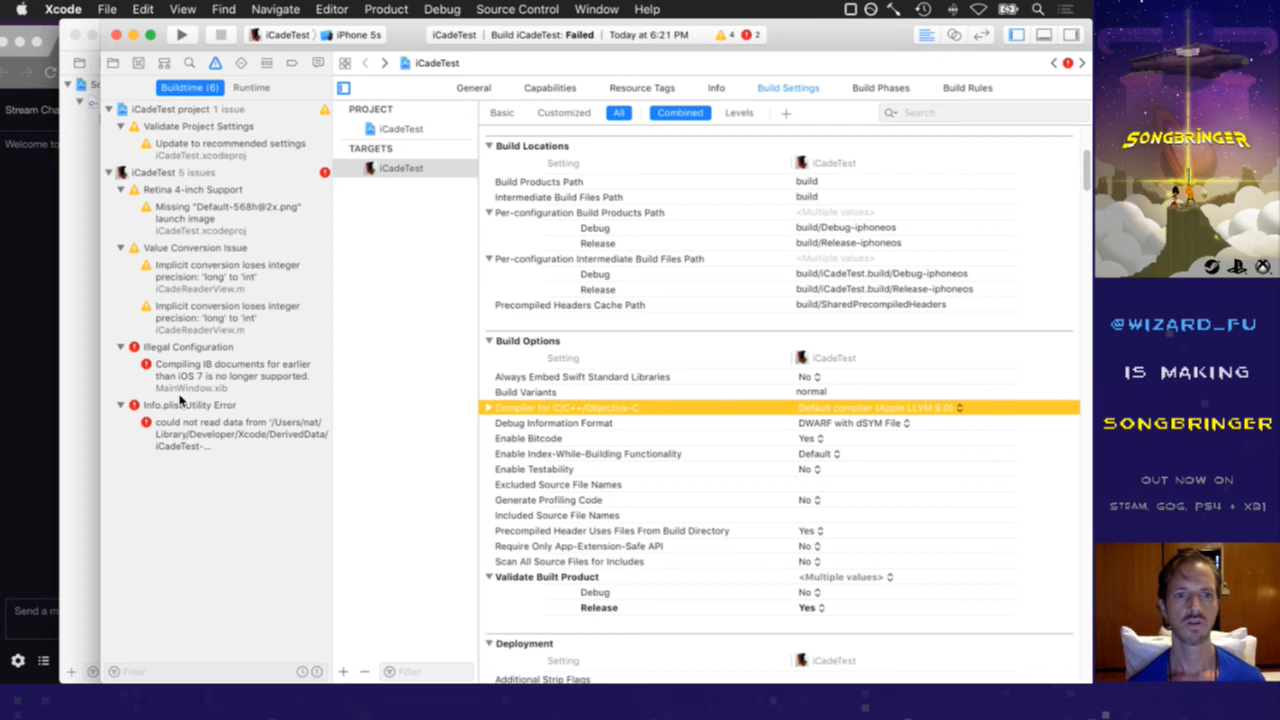 Xcode File Edit View Find Navigate Editor Product Debug Source Control Window Help
iCadeTest iPhone 5s
iCadeTest Build iCadeTest: Failed Today at 6:21 PM 4 2
iCadeTest
Stream Cha
Welcome to
Send a m
Buildtime (6) Runtime
iCadeTest project 1 issue
Validate Project Settings
Update to recommended settings
iCadeTest.xcodeproj
iCadeTest 5 issues
Retina 4-inch Support
Missing "Default-568h@2x.png"
launch image
iCadeTest.xcodeproj
Value Conversion Issue
Implicit conversion loses integer
precision: 'long' to 'int'
iCadeReaderView.m
Implicit conversion loses integer
precision: 'long' to 'int'
iCadeReaderView.m
Illegal Configuration
Compiling IB documents for earlier
than iOS 7 is no longer supported.
MainWindow.xib
Info.plist Utility Error
could not read data from '/Users/nat/
Library/Developer/Xcode/DerivedData/
iCadeTest-...
Filter
PROJECT
iCadeTest
TARGETS
iCadeTest
Filter
General Capabilities Resource Tags Info Build Settings Build Phases Build Rules
Basic Customized All Combined Levels Search
Build Locations
Setting iCadeTest
Build Products Path build
Intermediate Build Files Path build
Per-configuration Build Products Path <Multiple values>
Debug build/Debug-iphoneos
Release build/Release-iphoneos
Per-configuration Intermediate Build Files Path <Multiple values>
Debug build/iCadeTest.build/Debug-iphoneos
Release build/iCadeTest.build/Release-iphoneos
Precompiled Headers Cache Path build/SharedPrecompiledHeaders
Build Options
Setting iCadeTest
Always Embed Swift Standard Libraries No
Build Variants normal
Compiler for C/C++/Objective-C Default compiler (Apple LLVM 9.0)
Debug Information Format DWARF with dSYM File
Enable Bitcode Yes
Enable Index-While-Building Functionality Default
Enable Testability No
Excluded Source File Names
Generate Profiling Code No
Included Source File Names
Precompiled Header Uses Files From Build Directory Yes
Require Only App-Extension-Safe API No
Scan All Source Files for Includes No
Validate Built Product <Multiple values>
Debug No
Release Yes
Deployment
Setting iCadeTest
Additional Strip Flags
SONGBRINGER
@WIZARD_FU
IS MAKING
SONGBRINGER
OUT NOW ON
STEAM, GOG, PS4 + XB1